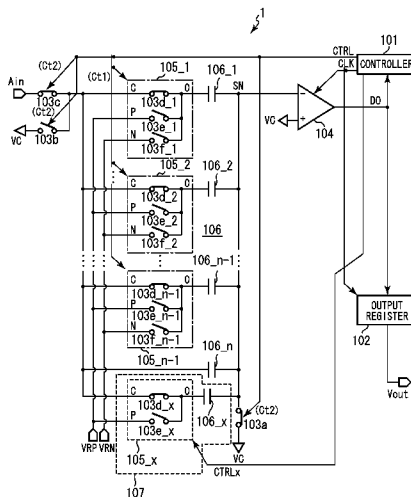 1
CTRL
101
CONTROLLER
CLK
Ain
(Ct2)
103c
(Ct2)
VC
103b
(Ct1)
105_1
C
103d_1
O
P
103e_1
N
103f_1
106_1
SN
VC
104
DO
105_2
C
103d_2
O
P
103e_2
N
103f_2
106_2
106
C
103d_n-1
O
P
103e_n-1
N
103f_n-1
105_n-1
106_n-1
106_n
OUTPUT
REGISTER
102
Vout
C
103d_x
O
P
103e_x
106_x
(Ct2)
103a
VC
VRP
VRN
105_x
CTRLx
107